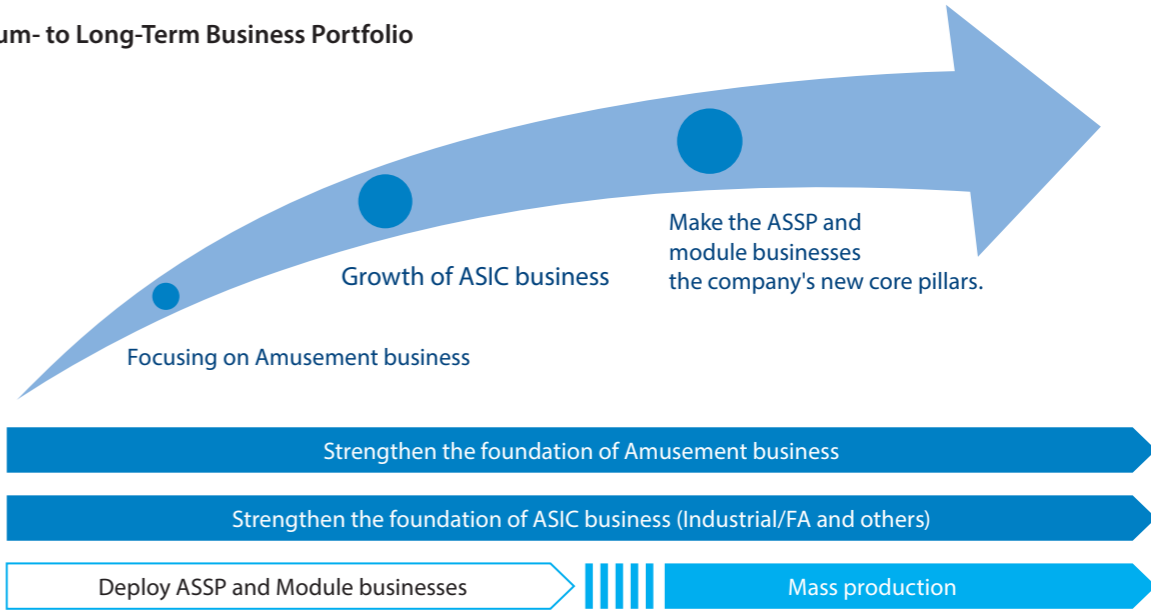 um- to Long-Term Business Portfolio
Make the ASSP and
module businesses
the company's new core pillars.
Growth of ASIC business
Focusing on Amusement business
Strengthen the foundation of Amusement business
Strengthen the foundation of ASIC business (Industrial/FA and others)
Deploy ASSP and Module businesses
Mass production